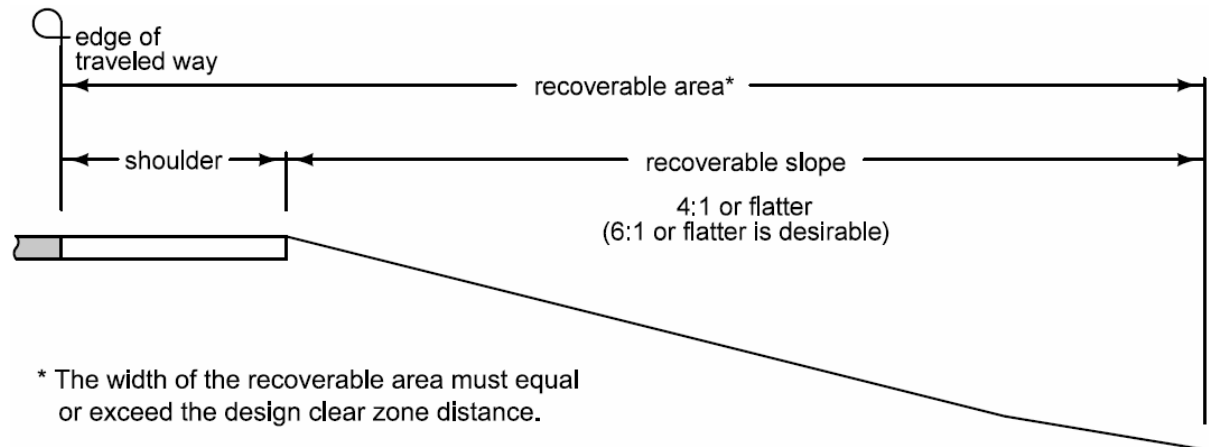 edge of
traveled way
recoverable area*
shoulder
recoverable slope
4:1 or flatter
(6:1 or flatter is desirable)
* The width of the recoverable area must equal
or exceed the design clear zone distance.